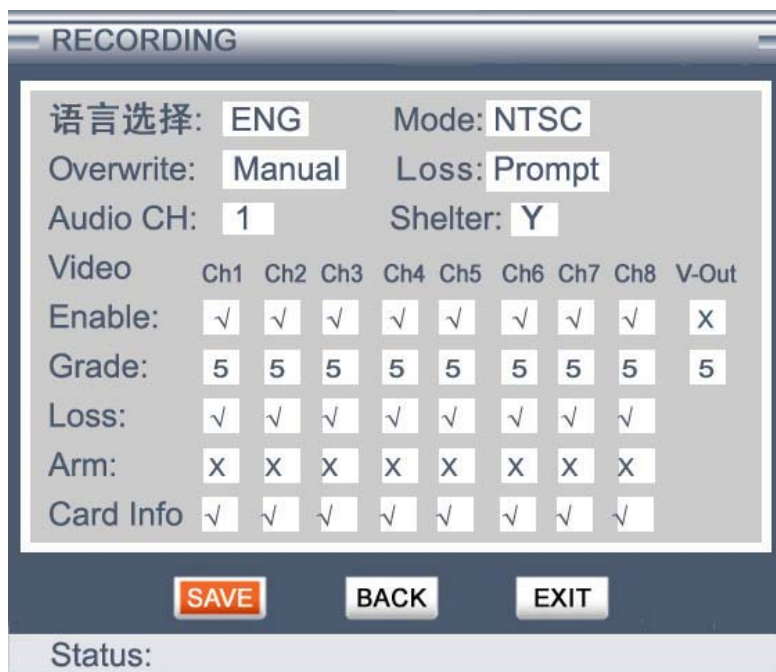 RECORDING
语言选择: ENG Mode: NTSC
Overwrite: Manual Loss: Prompt
Audio CH: 1 Shelter: Y
Video Ch1 Ch2 Ch3 Ch4 Ch5 Ch6 Ch7 Ch8 V-Out
Enable: √ √ √ √ √ √ √ √ X
Grade: 5 5 5 5 5 5 5 5 5
Loss: √ √ √ √ √ √ √ √
Arm: X X X X X X X X
Card Info √ √ √ √ √ √ √ √
SAVE BACK EXIT
Status: